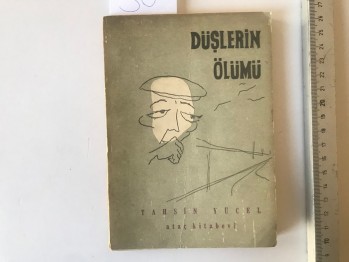 DÜŞLERİN
ÖLÜMÜ
TAHSİN YÜCEL
ataç kitabevi